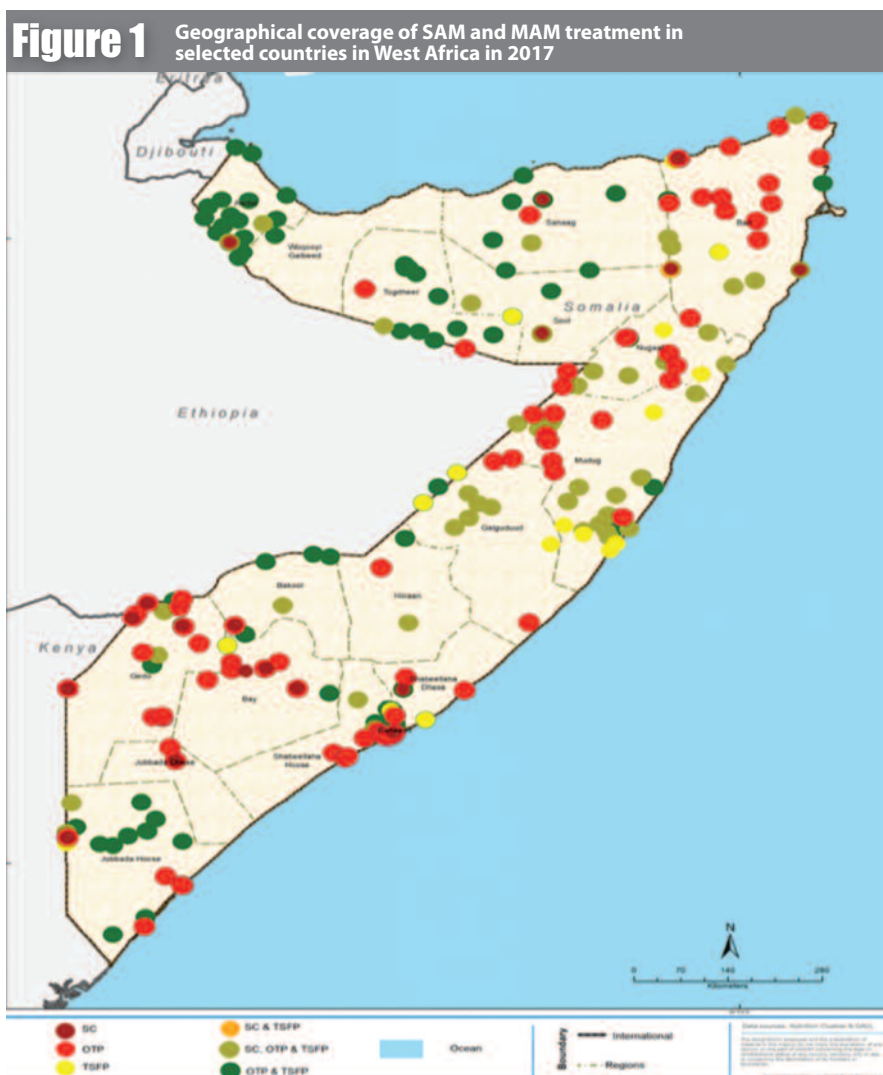 Figure 1
Geographical coverage of SAM and MAM treatment in
selected countries in West Africa in 2017
Eritrea
Djibouti
Woqooyi
Galbeed
Sanaag
Bari
Togdheer
Somalia
Sool
Nugaal
Ethiopia
Mudug
Galgaduud
Bakool
Hiraan
Kenya
Gedo
Bay
Shabeellaha
Dhexe
Shabeellaha
Hoose
Jubbada Dhexe
Jubbada Hoose
N
0 70 140 280
Kilometers
SC
OTP
TSFP
SC & TSFP
SC, OTP & TSFP
OTP & TSFP
Ocean
Boundary
International
Regions
Data sources: Nutrition Cluster &